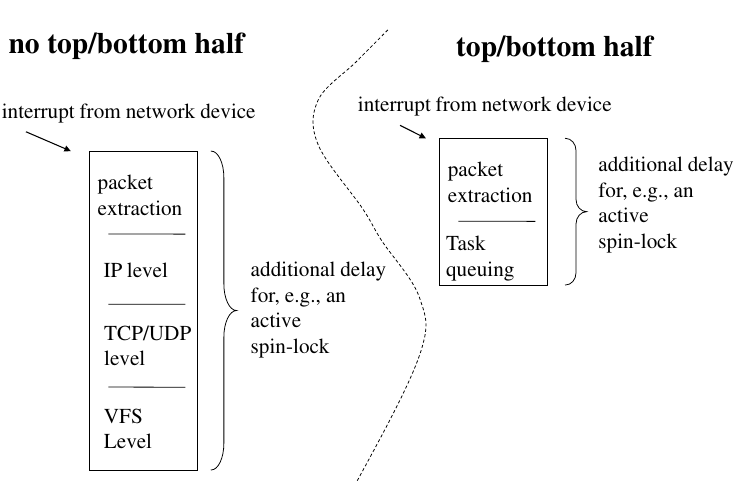 no top/bottom half
interrupt from network device
packet
extraction
IP level
TCP/UDP
level
VFS
Level
additional delay
for, e.g., an
active
spin-lock
top/bottom half
interrupt from network device
packet
extraction
Task
queuing
additional delay
for, e.g., an
active
spin-lock